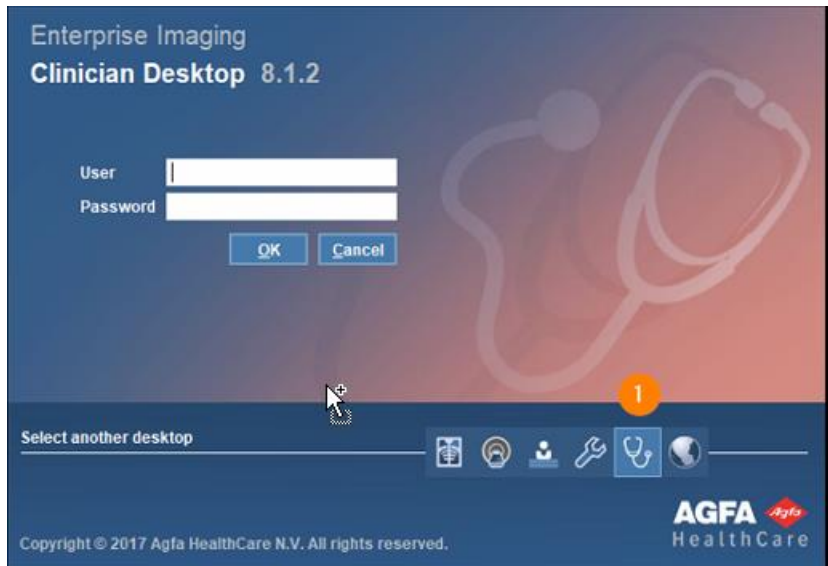 Enterprise Imaging
Clinician Desktop 8.1.2
User
Password
OK Cancel
1
Select another desktop
AGFA Agfa
HealthCare
Copyright © 2017 Agfa HealthCare N.V. All rights reserved.